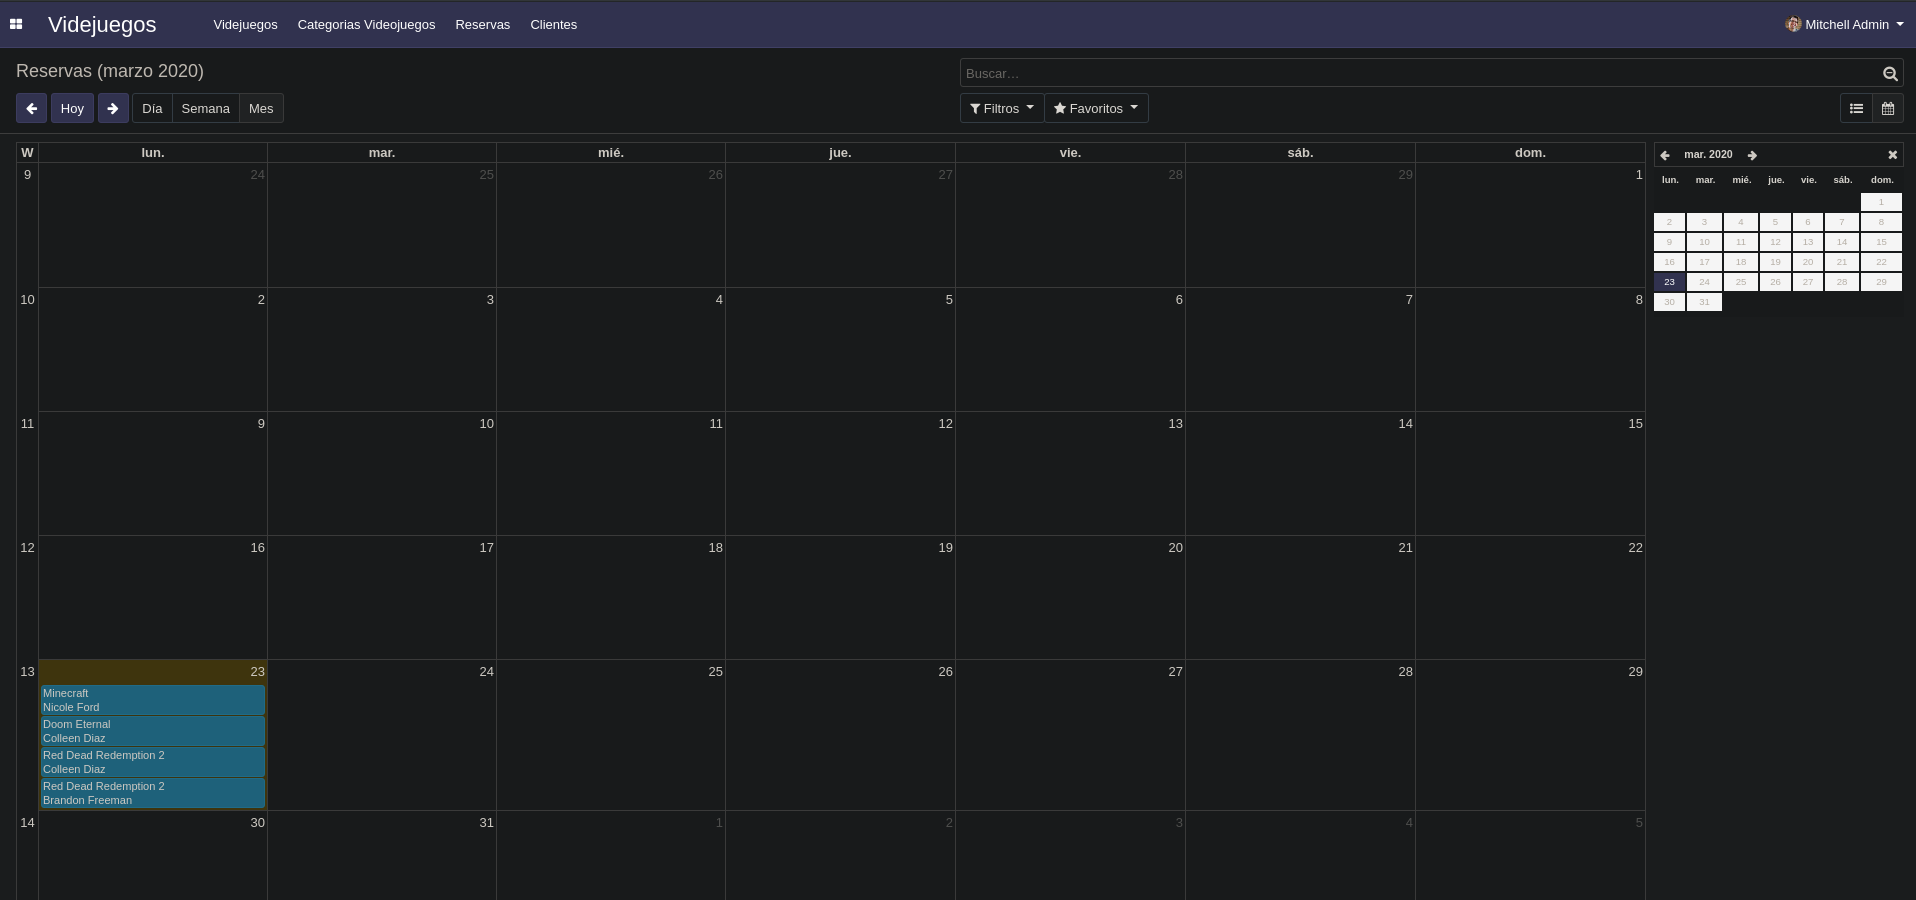 Videjuegos Videjuegos Categorias Videojuegos Reservas Clientes Mitchell Admin
Reservas (marzo 2020)
Buscar...
Hoy Día Semana Mes Filtros Favoritos
W lun. mar. mié. jue. vie. sáb. dom.
9 24 25 26 27 28 29 1
10 2 3 4 5 6 7 8
11 9 10 11 12 13 14 15
12 16 17 18 19 20 21 22
13 23 24 25 26 27 28 29
Minecraft
Nicole Ford
Doom Eternal
Colleen Diaz
Red Dead Redemption 2
Colleen Diaz
Red Dead Redemption 2
Brandon Freeman
14 30 31 1 2 3 4 5
mar. 2020
lun. mar. mié. jue. vie. sáb. dom.
1
2 3 4 5 6 7 8
9 10 11 12 13 14 15
16 17 18 19 20 21 22
23 24 25 26 27 28 29
30 31